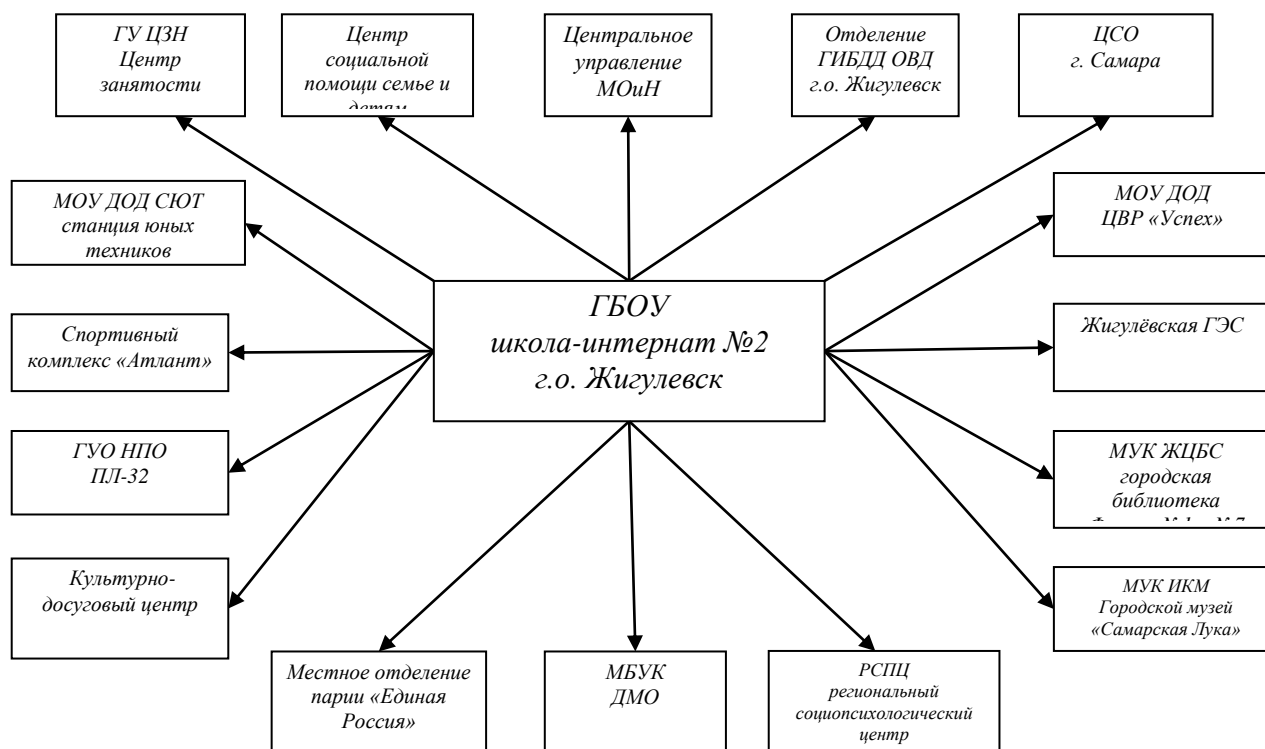 ГУ ЦЗН
Центр
занятости
Центр
социальной
помощи семье и
детям
Центральное
управление
МОиН
Отделение
ГИБДД ОВД
г.о. Жигулевск
ЦСО
г. Самара
МОУ ДОД СЮТ
станция юных
техников
МОУ ДОД
ЦВР «Успех»
ГБОУ
школа-интернат №2
г.о. Жигулевск
Спортивный
комплекс «Атлант»
Жигулёвская ГЭС
ГУО НПО
ПЛ-32
МУК ЖЦБС
городская
библиотека
Культурно-
досуговый центр
МУК ИКМ
Городской музей
«Самарская Лука»
Местное отделение
парии «Единая
Россия»
МБУК
ДМО
РСПЦ
региональный
социопсихологический
центр